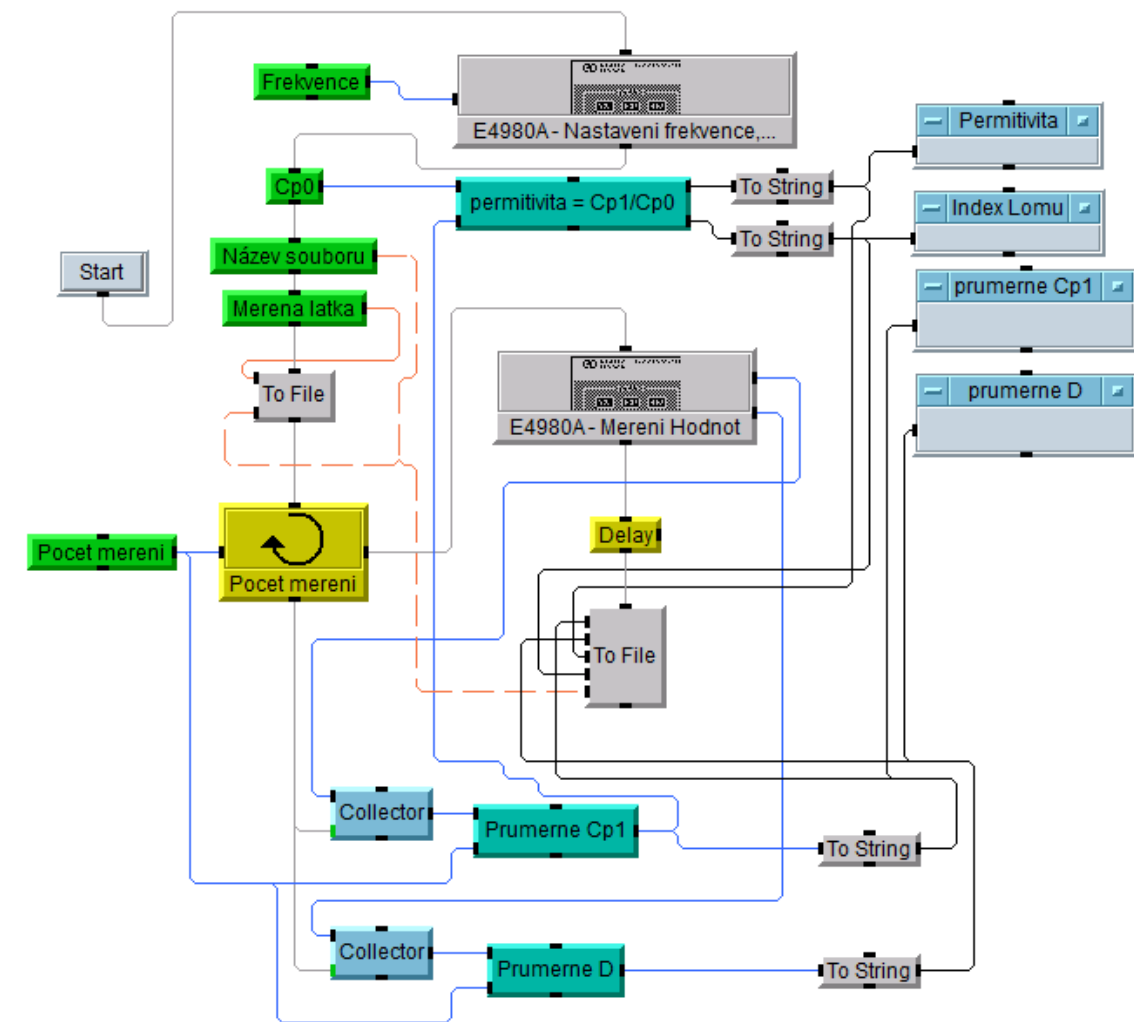 Frekvence
E4980A - Nastaveni frekvence,...
Permitivita
Cp0
permitivita = Cp1/Cp0
To String
Index Lomu
To String
Název souboru
Start
prumerne Cp1
Merena latka
To File
prumerne D
E4980A - Mereni Hodnot
Pocet mereni
Delay
Pocet mereni
To File
Collector
Prumerne Cp1
To String
Collector
Prumerne D
To String